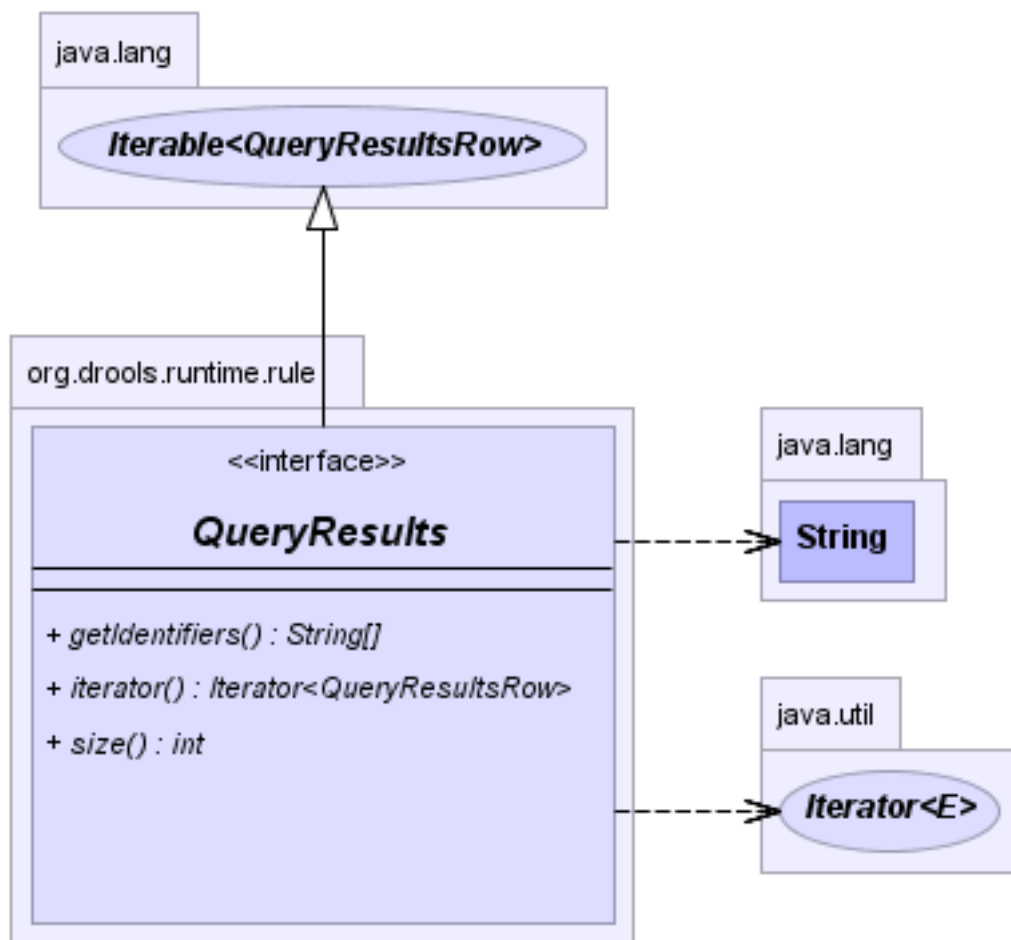 java.lang
Iterable<QueryResultsRow>
org.drools.runtime.rule
<<interface>>
QueryResults
+ getIdentifiers() : String[]
+ iterator() : Iterator<QueryResultsRow>
+ size() : int
java.lang
String
java.util
Iterator<E>